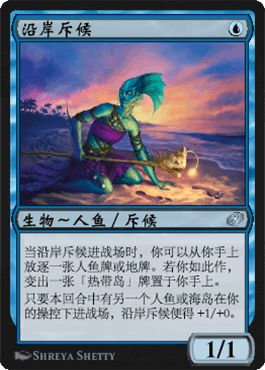 沿岸斥候
生物～人鱼／斥候
当沿岸斥候进战场时，你可以从你手上
放逐一张人鱼牌或地牌。若你如此作，
变出一张「热带岛」牌置于你手上。
只要本回合中有另一个人鱼或海岛在你
的操控下进战场，沿岸斥候便得+1/+0。
SHREYA SHETTY
1/1